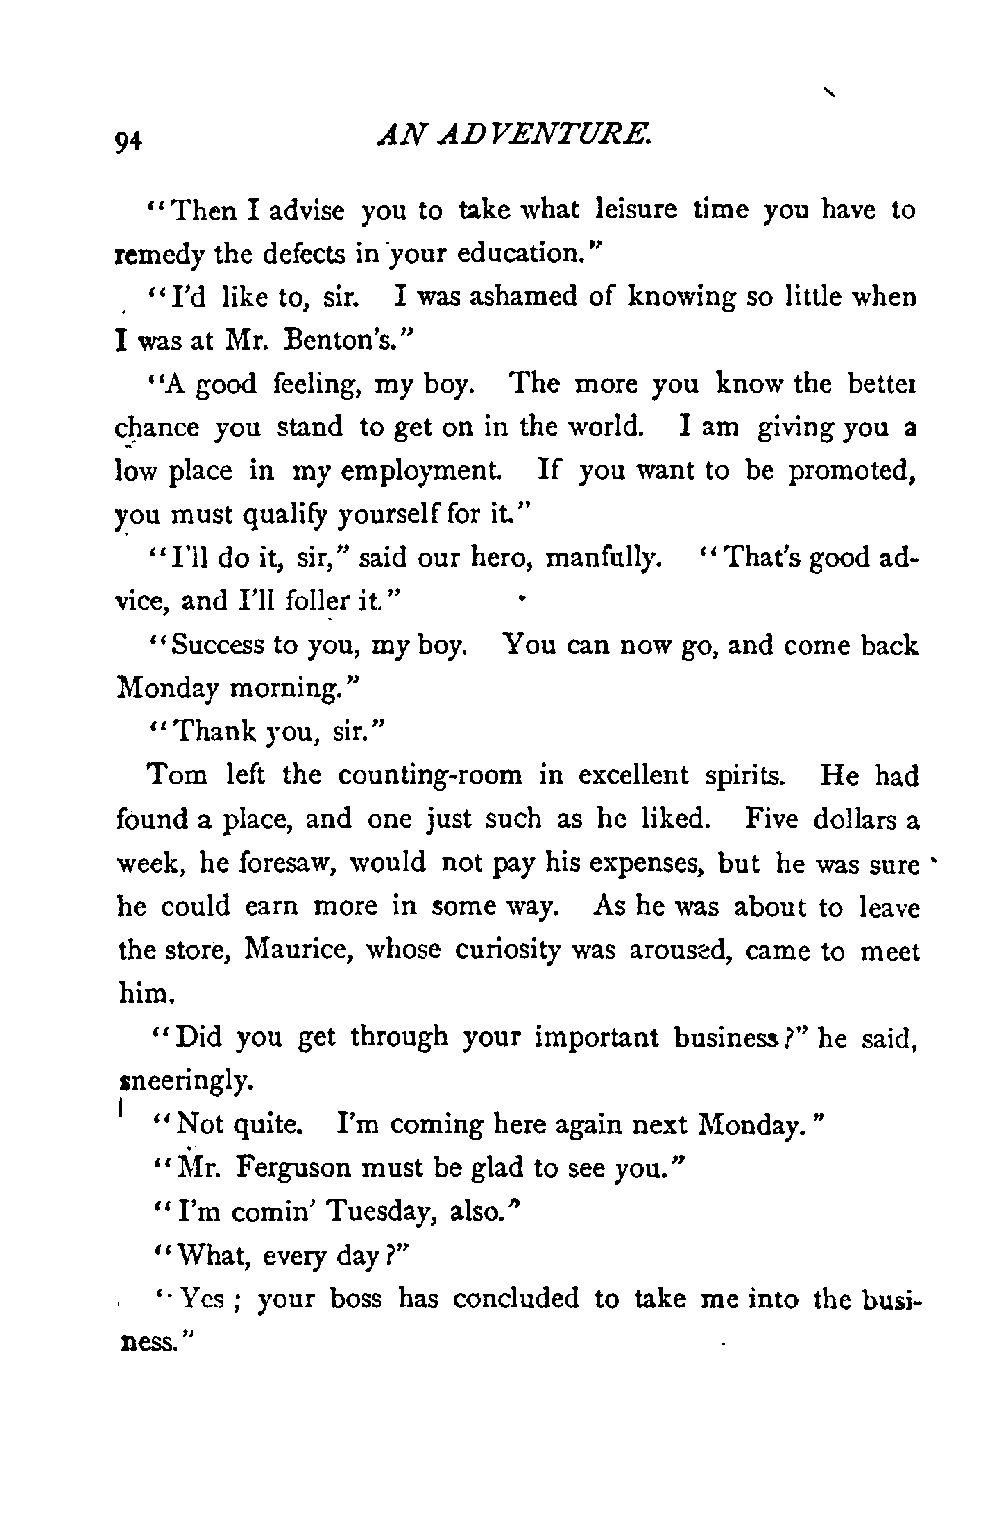 94 AN ADVENTURE.
“Then I advise you to take what leisure time you have to
remedy the defects in your education.”
“I’d like to, sir. I was ashamed of knowing so little when
I was at Mr. Benton’s.”
“A good feeling, my boy. The more you know the better
chance you stand to get on in the world. I am giving you a
low place in my employment. If you want to be promoted,
you must qualify yourself for it.”
“I’ll do it, sir,” said our hero, manfully. “That’s good ad-
vice, and I’ll foller it.”
“Success to you, my boy. You can now go, and come back
Monday morning.”
“Thank you, sir.”
Tom left the counting-room in excellent spirits. He had
found a place, and one just such as he liked. Five dollars a
week, he foresaw, would not pay his expenses, but he was sure
he could earn more in some way. As he was about to leave
the store, Maurice, whose curiosity was aroused, came to meet
him.
“Did you get through your important business?” he said,
sneeringly.
“Not quite. I’m coming here again next Monday.”
“Mr. Ferguson must be glad to see you.”
“I’m comin’ Tuesday, also.”
“What, every day?”
“Yes; your boss has concluded to take me into the busi-
ness.”